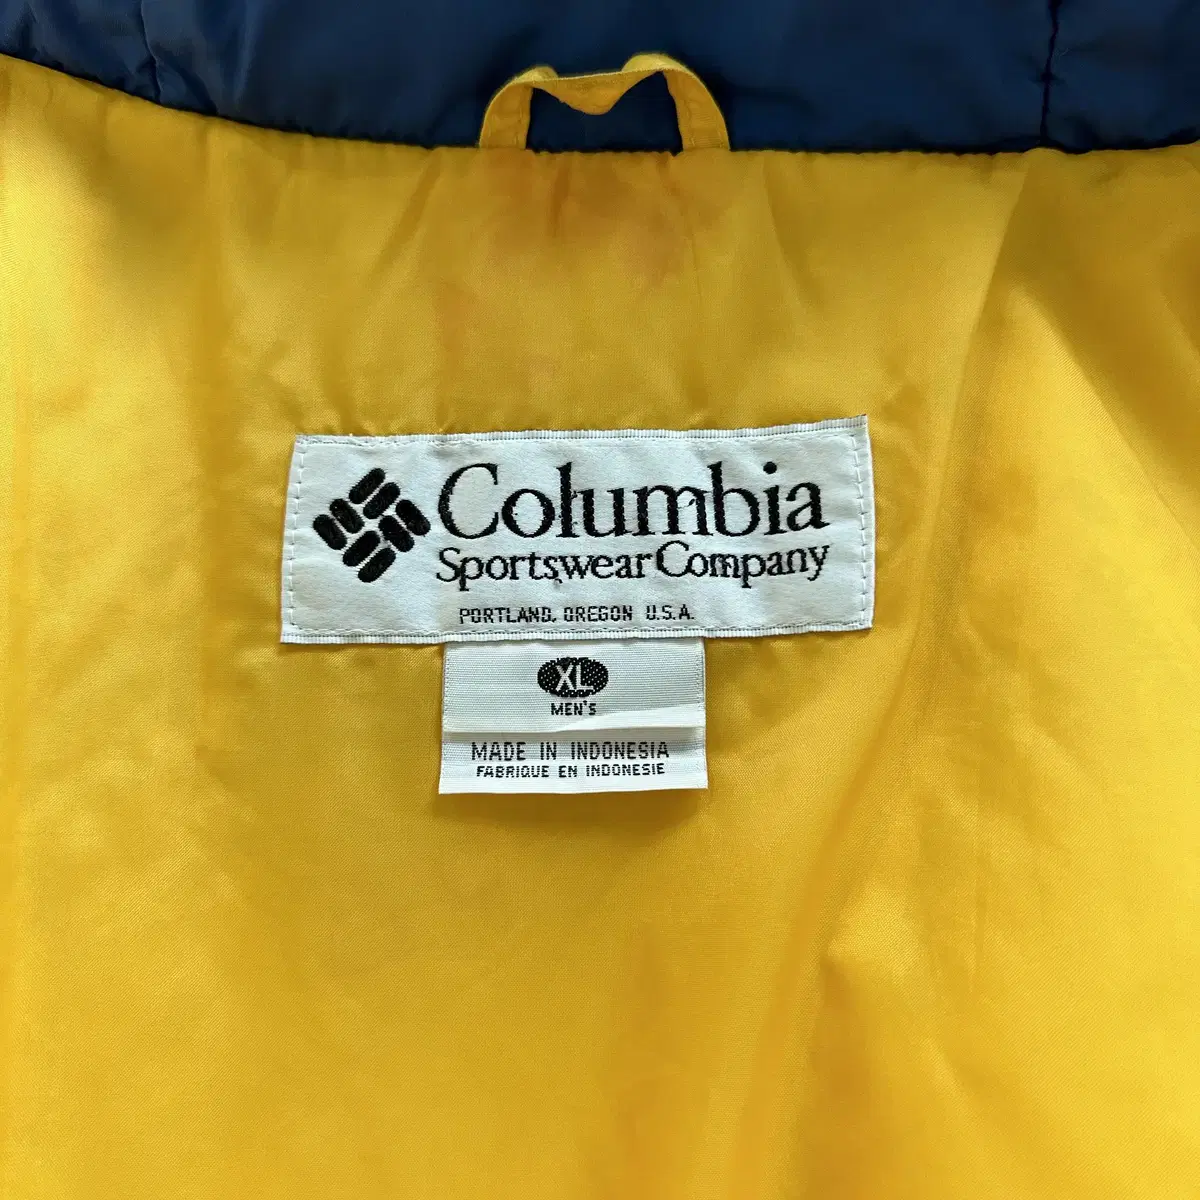 Columbia
Sportswear Company
PORTLAND, OREGON U.S.A.
XL
MEN'S
MADE IN INDONESIA
FABRIQUE EN INDONESIE